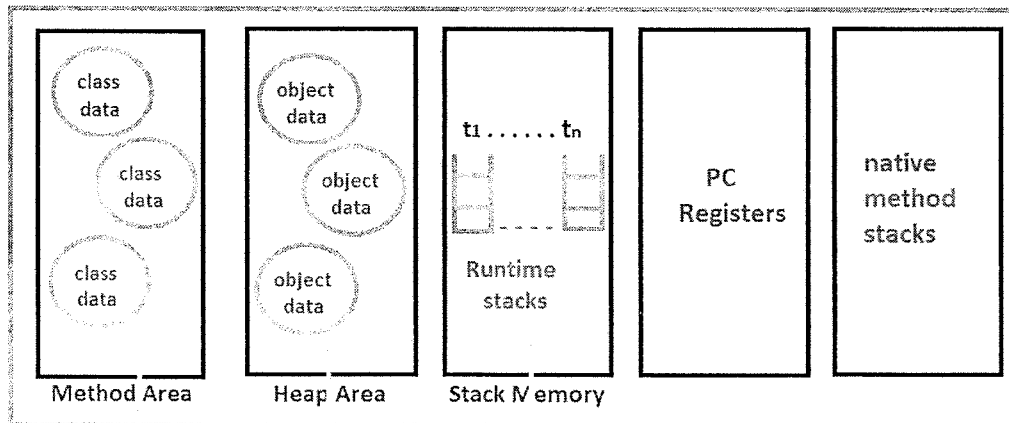 class
data
class
data
class
data
Method Area
object
data
object
data
object
data
Heap Area
t1 ...... tn
Runtime
stacks
Stack Memory
PC
Registers
native
method
stacks